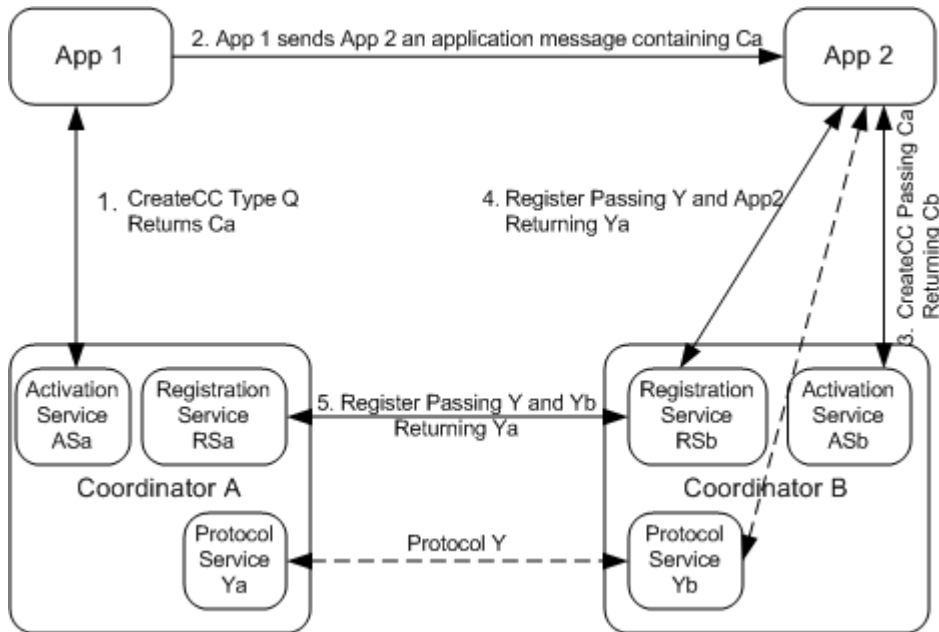 App 1
2. App 1 sends App 2 an application message containing Ca
App 2
1. CreateCC Type Q
Returns Ca
4. Register Passing Y and App2
Returning Ya
3. CreateCC Passing Ca
Returning Cb
Activation
Service
ASa
Registration
Service
RSa
5. Register Passing Y and Yb
Returning Ya
Registration
Service
RSb
Activation
Service
ASb
Coordinator A
Coordinator B
Protocol
Service
Ya
Protocol Y
Protocol
Service
Yb